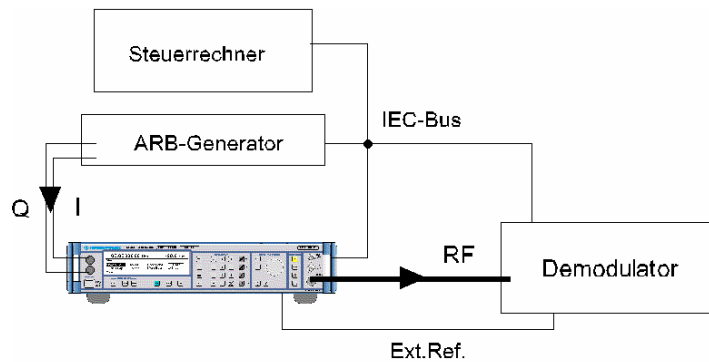 Steuerrechner
IEC-Bus
ARB-Generator
Q
I
RF
Demodulator
Ext.Ref.